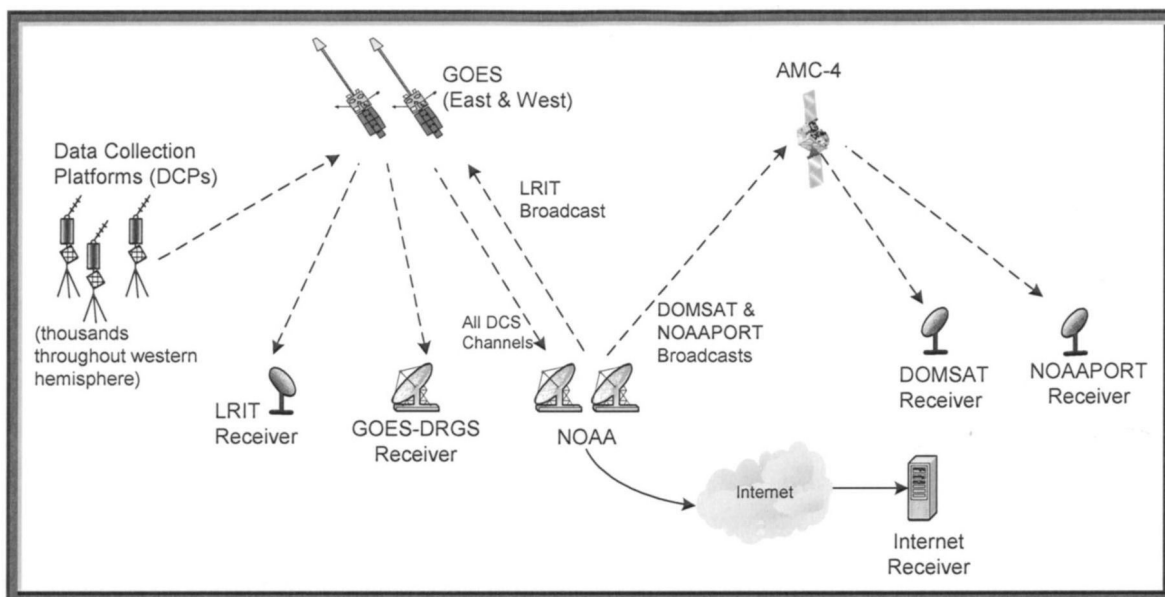 GOES
(East & West)
AMC-4
Data Collection
Platforms (DCPs)
LRIT
Broadcast
(thousands
throughout western
hemisphere)
All DCS
Channels
DOMSAT &
NOAAPORT
Broadcasts
LRIT
Receiver
GOES-DRGS
Receiver
NOAA
DOMSAT
Receiver
NOAAPORT
Receiver
Internet
Internet
Receiver